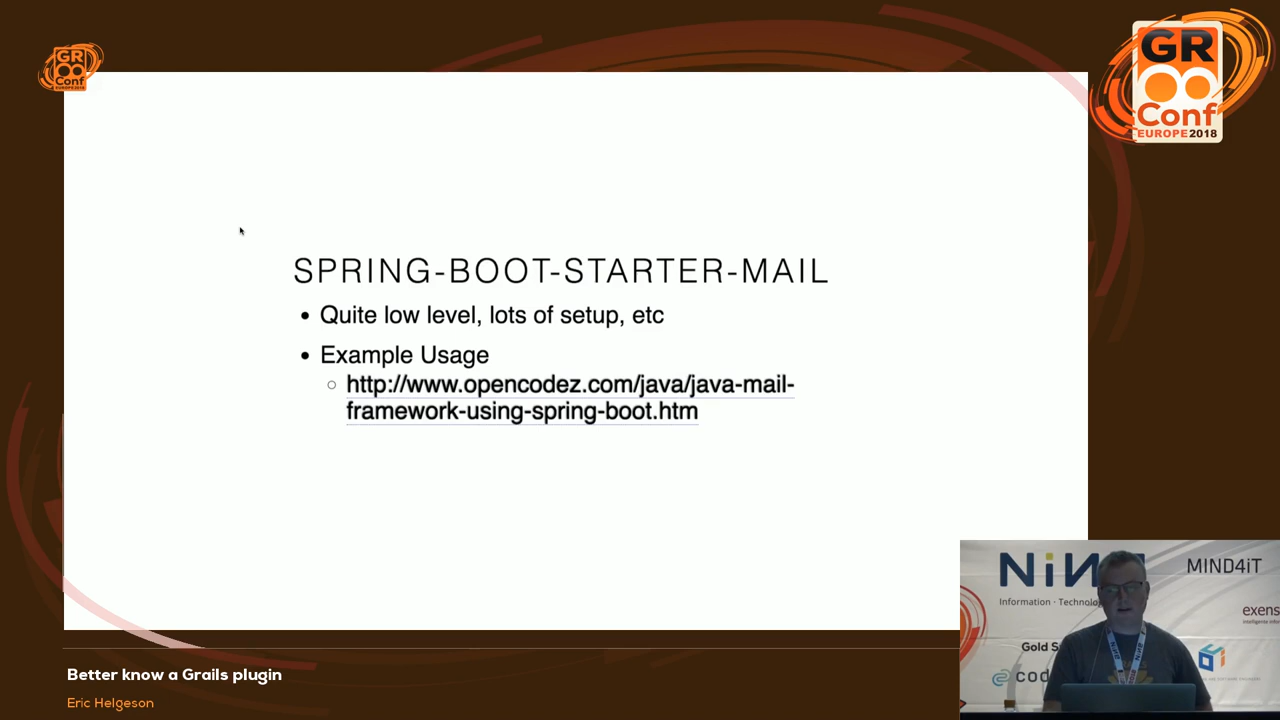 GR
Conf
EUROPE2018
GR
Conf
EUROPE 2018
SPRING-BOOT-STARTER-MAIL
• Quite low level, lots of setup, etc
• Example Usage
○ http://www.opencodez.com/java/java-mail-
framework-using-spring-boot.htm
MIND4iT
Information · Technolo
exens
Gold S
cod
Better know a Grails plugin
Eric Helgeson